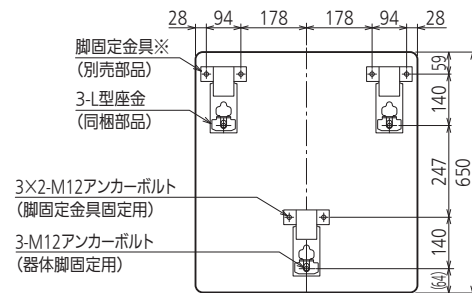 28 94 178 178 94 28
脚固定金具※
(別売部品)
3-L型座金
(同梱部品)
3×2-M12アンカーボルト
(脚固定金具固定用)
3-M12アンカーボルト
(器体脚固定用)
59
140
247
140
(64)
650